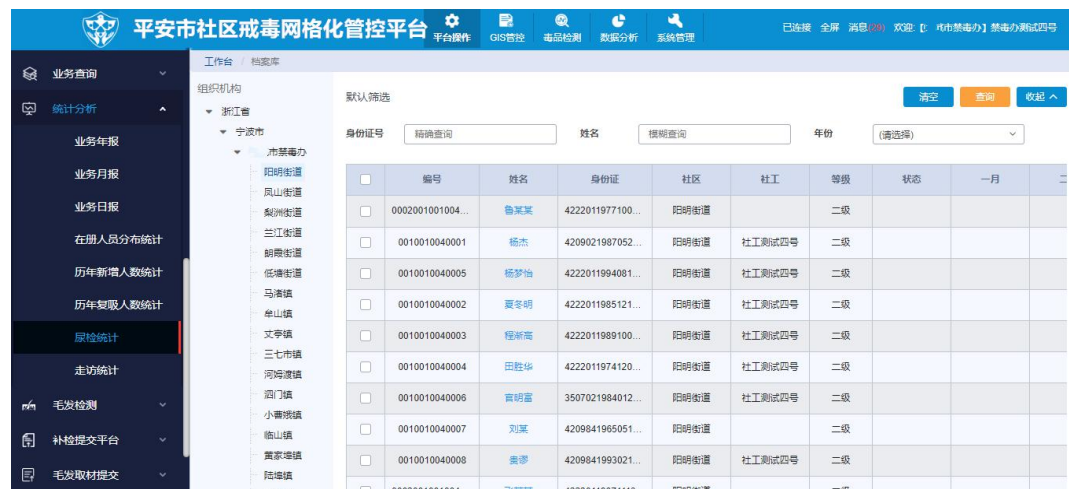 平安市社区戒毒网格化管控平台
平台操作 GIS管控 毒品检测 数据分析 系统管理
已连接 全屏 消息(29) 欢迎:【 市禁毒办】禁毒办测试四号
工作台 / 档案库
业务查询
统计分析
业务年报
业务月报
业务日报
在册人员分布统计
历年新增人数统计
历年复吸人数统计
尿检统计
走访统计
毛发检测
补检提交平台
毛发取材提交
组织机构
浙江省
宁波市
市禁毒办
阳明街道
凤山街道
梨洲街道
兰江街道
朗霞街道
低塘街道
马渚镇
牟山镇
丈亭镇
三七市镇
河姆渡镇
泗门镇
小曹娥镇
临山镇
黄家埠镇
陆埠镇
默认筛选 清空 查询 收起
身份证号 精确查询 姓名 模糊查询 年份 (请选择)
编号 姓名 身份证 社区 社工 等级 状态 一月 二
0002001001004... 鲁某某 4222011977100... 阳明街道 二级
0010010040001 杨杰 4209021987052... 阳明街道 社工测试四号 二级
0010010040005 杨梦怡 4222011994081... 阳明街道 社工测试四号 二级
0010010040002 夏冬明 4222011985121... 阳明街道 社工测试四号 二级
0010010040003 程渐高 4222011989100... 阳明街道 社工测试四号 二级
0010010040004 田胜华 4222011974120... 阳明街道 社工测试四号 二级
0010010040006 官明富 3507021984012... 阳明街道 社工测试四号 二级
0010010040007 刘某 4209841965051... 阳明街道 二级
0010010040008 4209841993021... 阳明街道 社工测试四号 二级